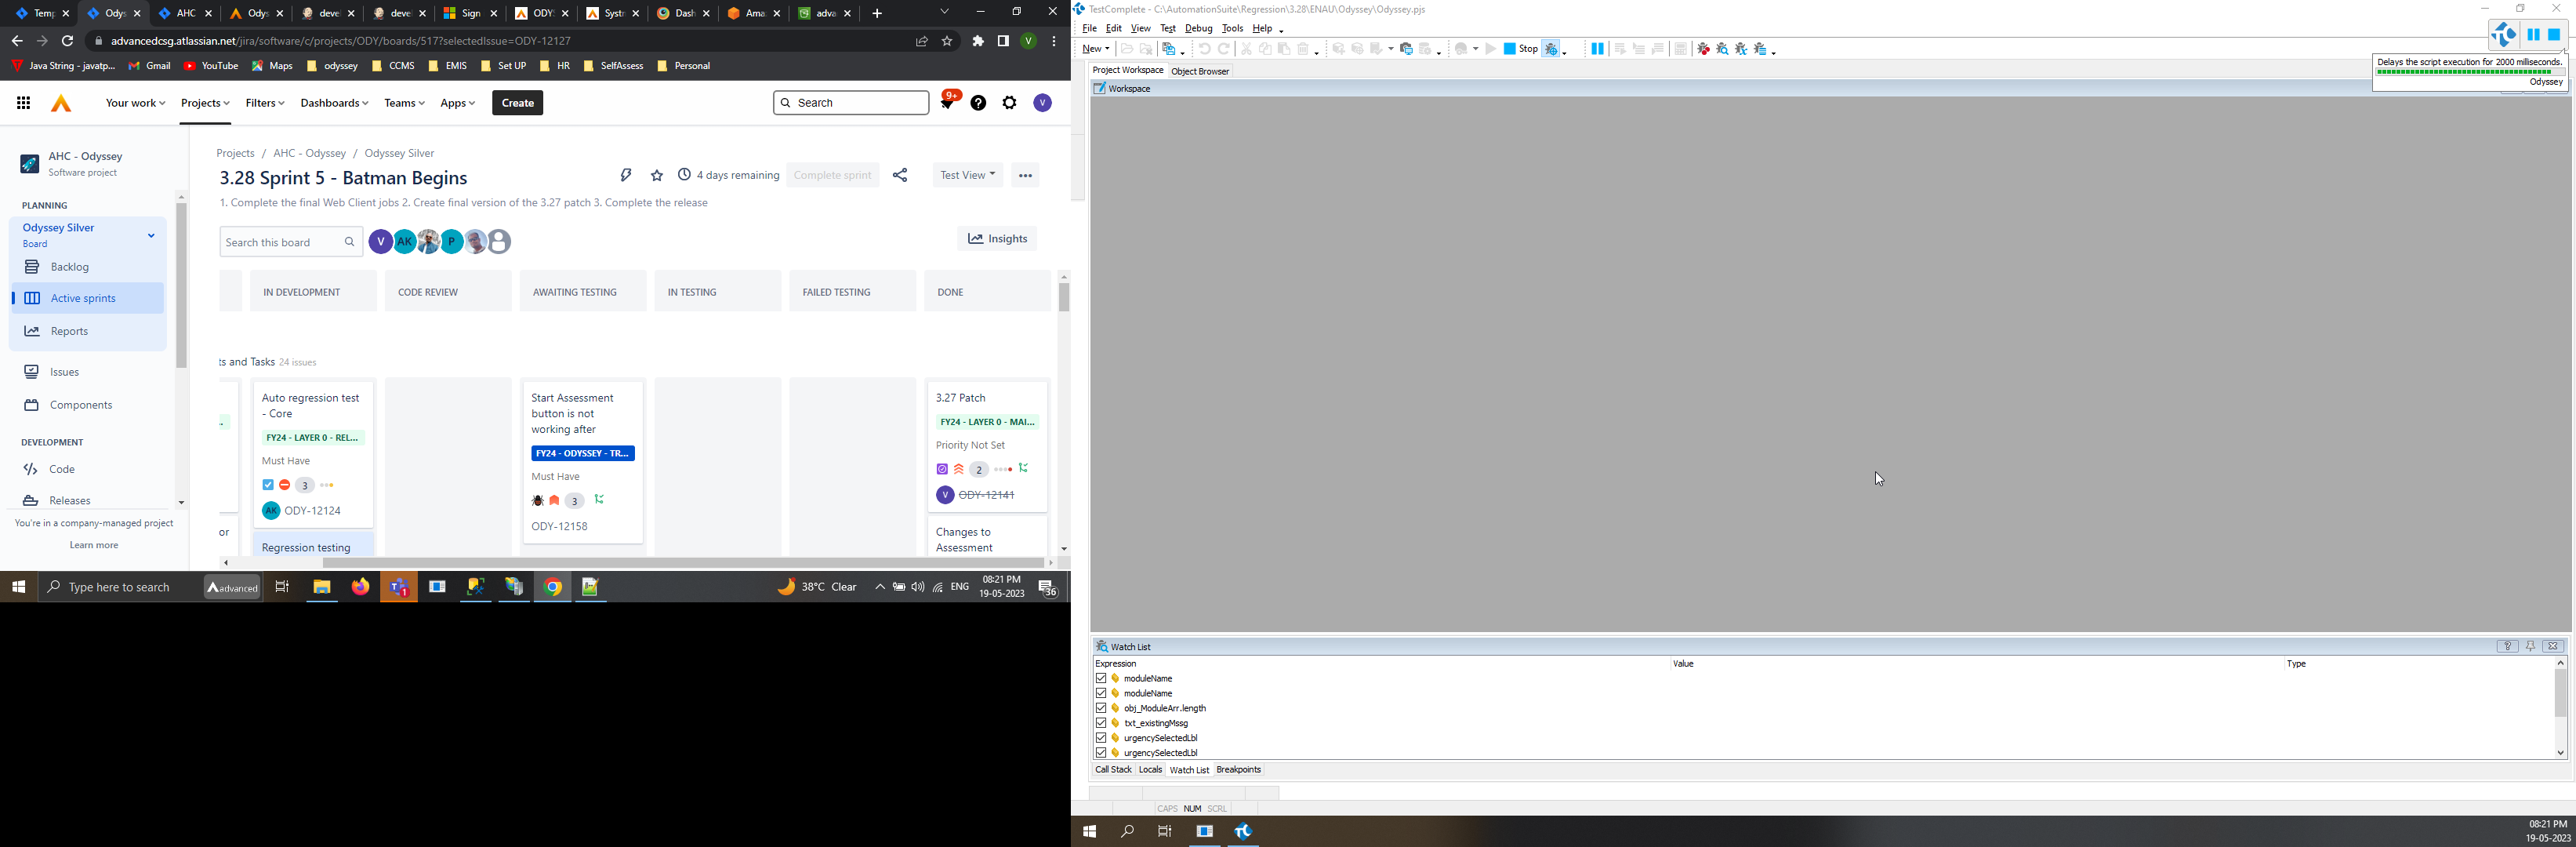 Temp
Odys
AHC
Odys
devel
devel
Sign
ODYS
Syste
Dash
Ama
adva
advancedcsg.atlassian.net/jira/software/c/projects/ODY/boards/517?selectedIssue=ODY-12127
V
Java String - javatp...
Gmail
YouTube
Maps
odyssey
CCMS
EMIS
Set UP
HR
SelfAssess
Personal
Your work
Projects
Filters
Dashboards
Teams
Apps
Create
Search
9+
V
AHC - Odyssey
Software project
PLANNING
Odyssey Silver
Board
Backlog
Active sprints
Reports
Issues
Components
DEVELOPMENT
Code
Releases
You're in a company-managed project
Learn more
Projects / AHC - Odyssey / Odyssey Silver
3.28 Sprint 5 - Batman Begins
4 days remaining
Complete sprint
Test View
1. Complete the final Web Client jobs 2. Create final version of the 3.27 patch 3. Complete the release
Search this board
V
AK
P
Insights
IN DEVELOPMENT
CODE REVIEW
AWAITING TESTING
IN TESTING
FAILED TESTING
DONE
ts and Tasks 24 issues
or
Auto regression test
- Core
FY24 - LAYER 0 - REL...
Must Have
3
AK ODY-12124
Regression testing
Start Assessment
button is not
working after
FY24 - ODYSSEY - TR...
Must Have
3
ODY-12158
3.27 Patch
FY24 - LAYER 0 - MAI...
Priority Not Set
2
V ODY-12141
Changes to
Assessment
Type here to search
advanced
1
38°C Clear
ENG
08:21 PM
19-05-2023
36
TestComplete - C:\AutomationSuite\Regression\3.28\ENAU\Odyssey\Odyssey.pjs
File Edit View Test Debug Tools Help
New
Stop
Delays the script execution for 2000 milliseconds.
Odyssey
Project Workspace
Object Browser
Workspace
Watch List
Expression
Value
Type
moduleName
moduleName
obj_ModuleArr.length
txt_existingMssg
urgencySelectedLbl
urgencySelectedLbl
Call Stack
Locals
Watch List
Breakpoints
CAPS NUM SCRL
08:21 PM
19-05-2023